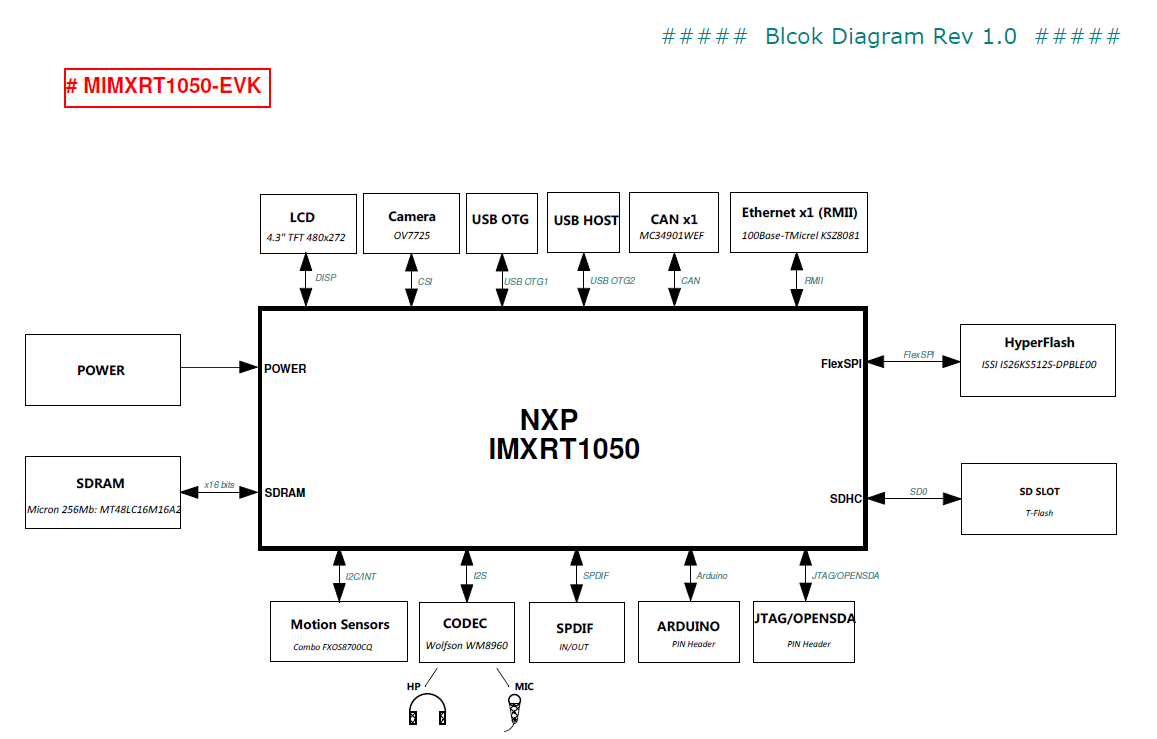 ##### Blcok Diagram Rev 1.0 #####
# MIMXRT1050-EVK
LCD
4.3" TFT 480x272
Camera
OV7725
USB OTG
USB HOST
CAN x1
MC34901WEF
Ethernet x1 (RMII)
100Base-TMicrel KSZ8081
DISP
CSI
USB OTG1
USB OTG2
CAN
RMII
POWER
POWER
FlexSPI
FlexSPI
HyperFlash
ISSI IS26KS512S-DPBLE00
NXP
IMXRT1050
SDRAM
Micron 256Mb: MT48LC16M16A2
x16 bits
SDRAM
SDHC
SD0
SD SLOT
T-Flash
I2C/INT
I2S
SPDIF
Arduino
JTAG/OPENSDA
Motion Sensors
Combo FXOS8700CQ
CODEC
Wolfson WM8960
SPDIF
IN/OUT
ARDUINO
PIN Header
JTAG/OPENSDA
PIN Header
HP
MIC